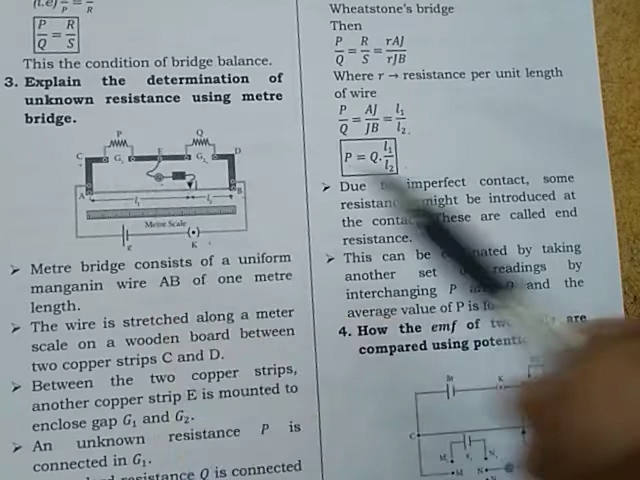 (i.e)
P R
P/Q = R/S
This the condition of bridge balance.
3. Explain the determination of
unknown resistance using metre
bridge.
P Q
C G₁ E G₂ D
A B
l₁ l₂
Metre Scale
K
➢ Metre bridge consists of a uniform
manganin wire AB of one metre
length.
➢ The wire is stretched along a meter
scale on a wooden board between
two copper strips C and D.
➢ Between the two copper strips,
another copper strip E is mounted to
enclose gap G₁ and G₂.
➢ An unknown resistance P is
connected in G₁.
resistance Q is connected
Wheatstone's bridge
Then
P/Q = R/S = rAJ/rJB
Where r → resistance per unit length
of wire
P/Q = AJ/JB = l₁/l₂
P = Q.l₁/l₂
➢ Due imperfect contact, some
might be introduced at
the These are called end
resistance.
➢ This can be by taking
another set readings by
interchanging P and the
average value of P is
4. How the emf of are
compared using
Bt K
C
M₁ N₁
M N